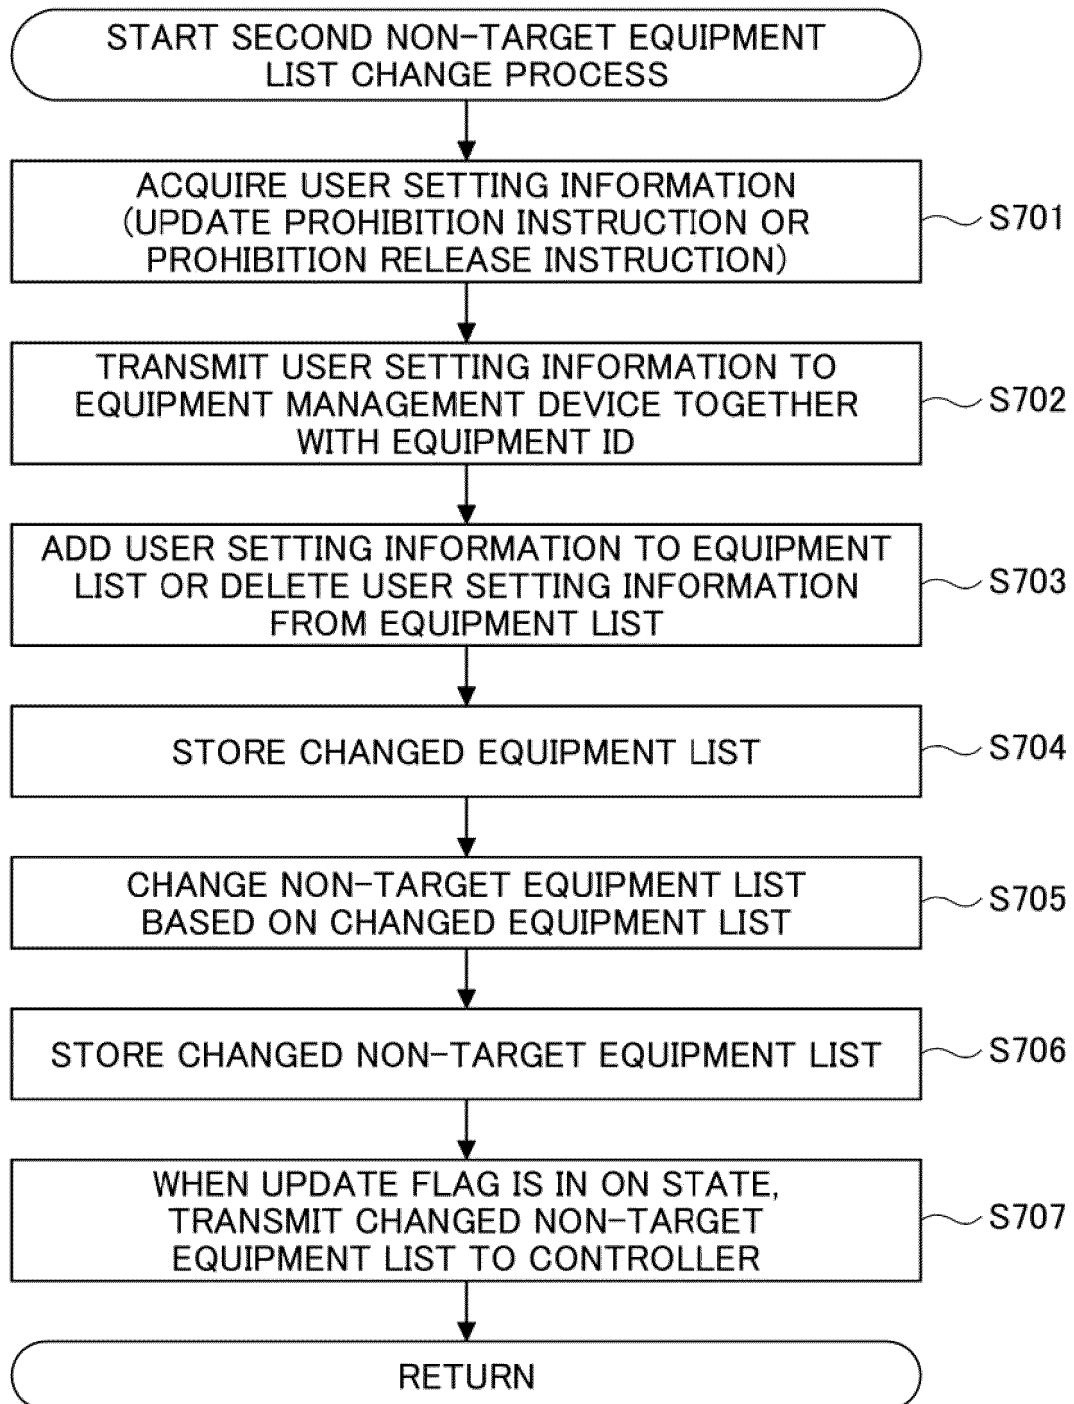 START SECOND NON-TARGET EQUIPMENT
LIST CHANGE PROCESS
ACQUIRE USER SETTING INFORMATION
(UPDATE PROHIBITION INSTRUCTION OR
PROHIBITION RELEASE INSTRUCTION)
S701
TRANSMIT USER SETTING INFORMATION TO
EQUIPMENT MANAGEMENT DEVICE TOGETHER
WITH EQUIPMENT ID
S702
ADD USER SETTING INFORMATION TO EQUIPMENT
LIST OR DELETE USER SETTING INFORMATION
FROM EQUIPMENT LIST
S703
STORE CHANGED EQUIPMENT LIST
S704
CHANGE NON-TARGET EQUIPMENT LIST
BASED ON CHANGED EQUIPMENT LIST
S705
STORE CHANGED NON-TARGET EQUIPMENT LIST
S706
WHEN UPDATE FLAG IS IN ON STATE,
TRANSMIT CHANGED NON-TARGET
EQUIPMENT LIST TO CONTROLLER
S707
RETURN